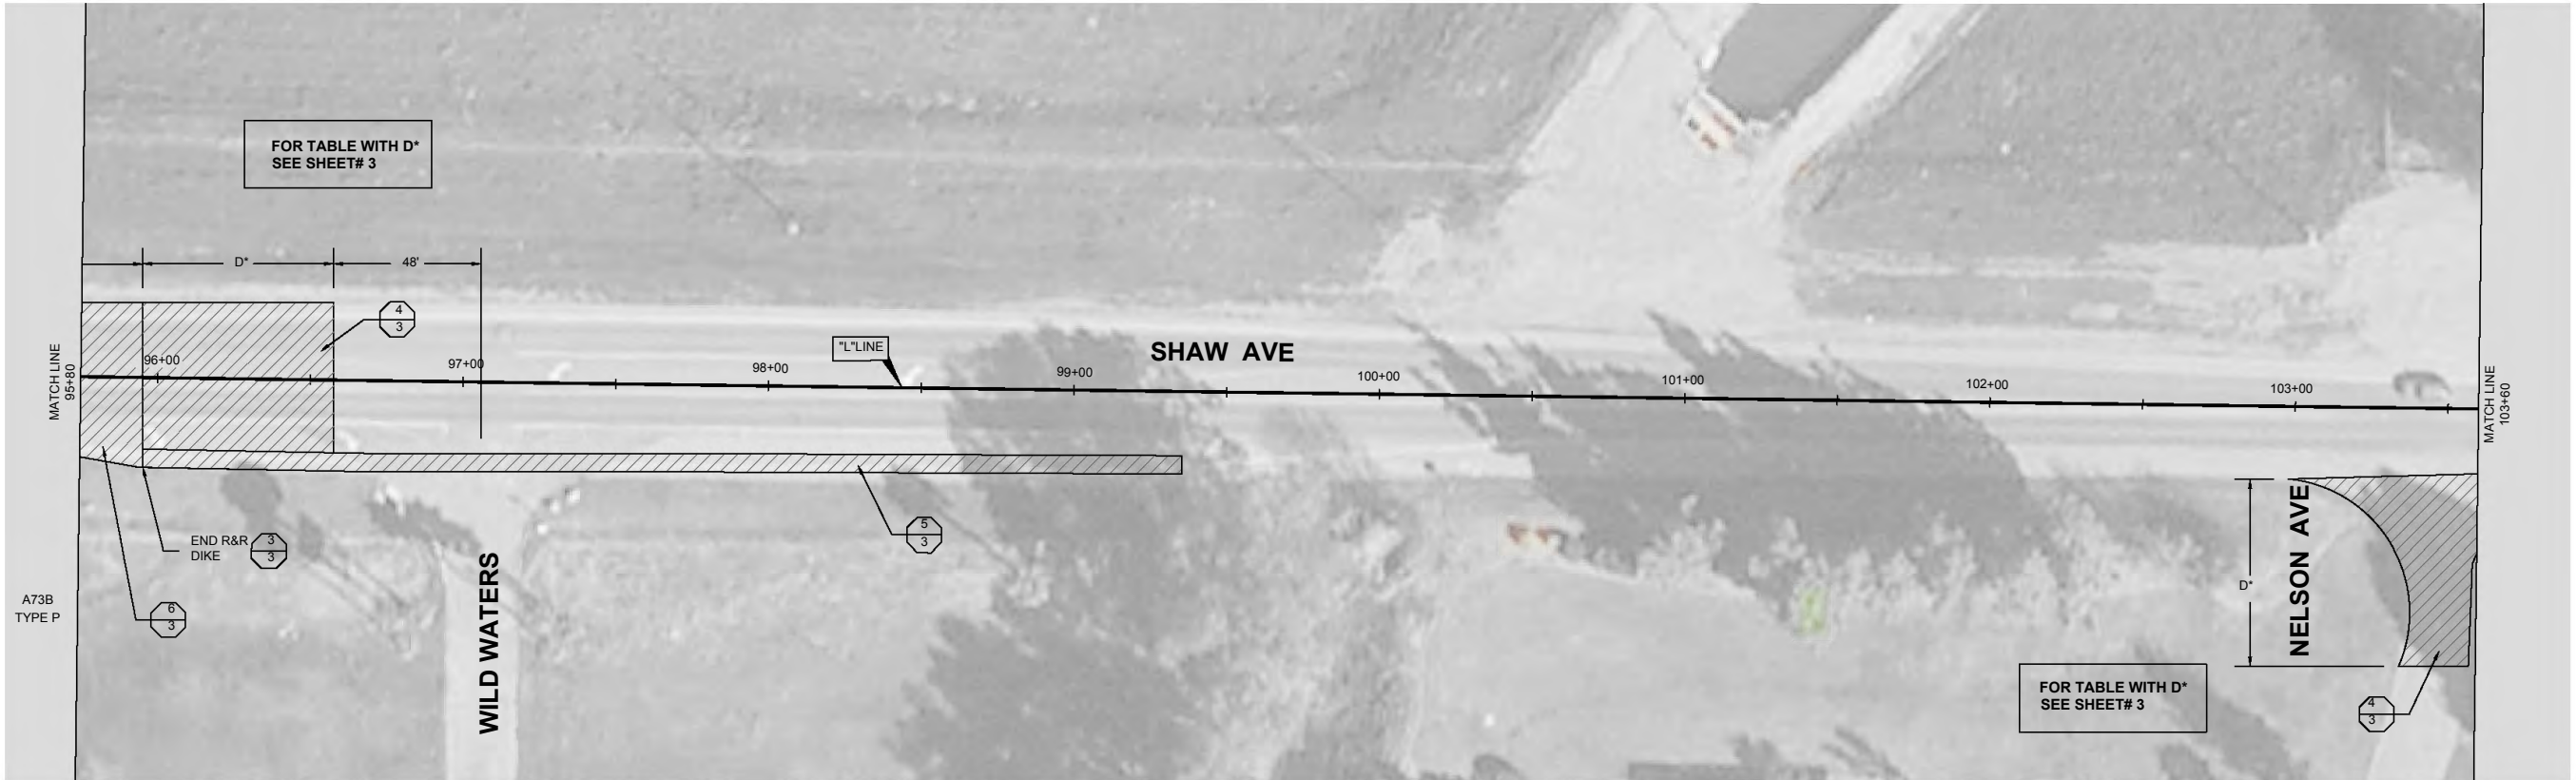 FOR TABLE WITH D*
SEE SHEET# 3
D*
48'
4
3
"L"LINE
SHAW AVE
MATCH LINE
95+80
96+00
97+00
98+00
99+00
100+00
101+00
102+00
103+00
MATCH LINE
103+60
END R&R
DIKE
3
3
5
3
6
3
A73B
TYPE P
WILD WATERS
D*
NELSON AVE
FOR TABLE WITH D*
SEE SHEET# 3
4
3